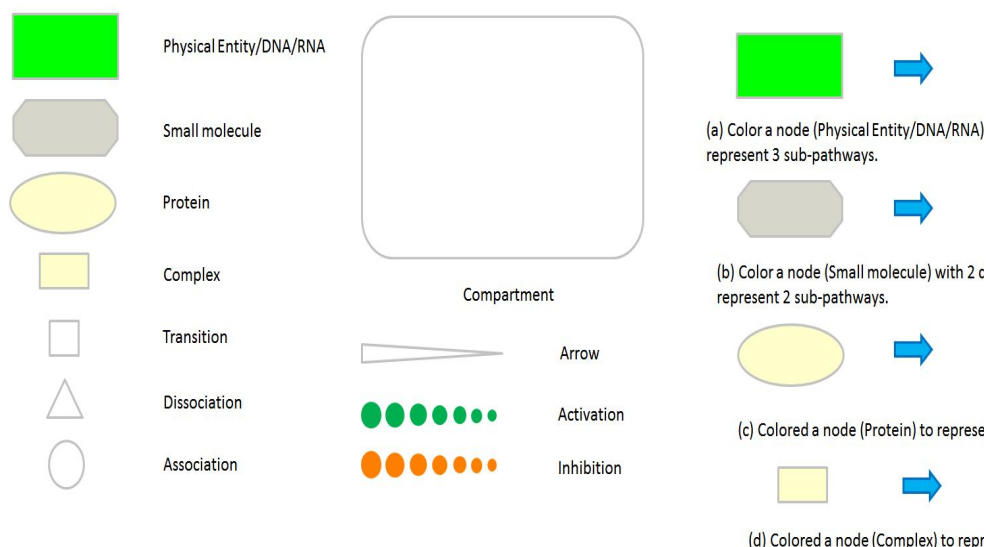 Physical Entity/DNA/RNA
Small molecule
Protein
Complex
Transition
Dissociation
Association
Compartment
Arrow
Activation
Inhibition
(a) Color a node (Physical Entity/DNA/RNA)
represent 3 sub-pathways.
(b) Color a node (Small molecule) with 2
represent 2 sub-pathways.
(c) Colored a node (Protein) to
(d) Colored a node (Complex) to